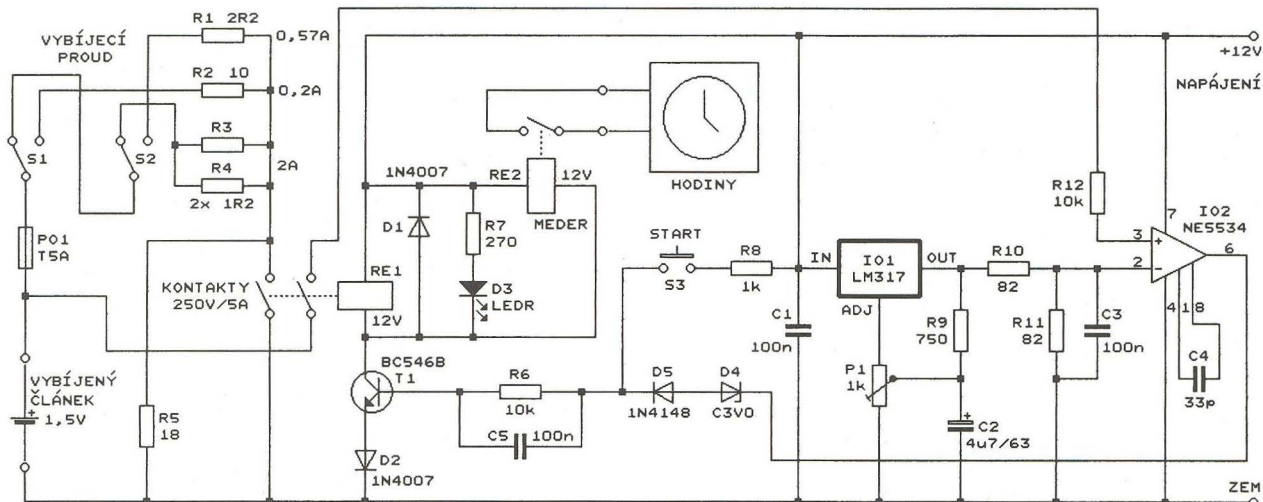 R1 2R2
0,57A
VYBÍJECÍ
PROUD
R2 10
0,2A
S1
S2
R3
R4
2x 1R2
2A
PO1
T5A
KONTAKTY
250V/5A
RE1
12V
1N4007
D1
R7
270
D3
LEDR
RE2
12V
MEDER
HODINY
+12V
NAPÁJENÍ
R12
10k
7
IO2
NE5534
3
+
2
-
6
4
1
8
C4
33p
START
S3
R8
1k
IN
IO1
LM317
OUT
ADJ
R10
82
C1
100n
R9
750
R11
82
C3
100n
P1
1k
+
C2
4u7/63
VYBÍJENÝ
ČLÁNEK
+
1,5V
R5
18
BC546B
T1
R6
10k
C5
100n
D5
1N4148
D4
C3V0
D2
1N4007
ZEM